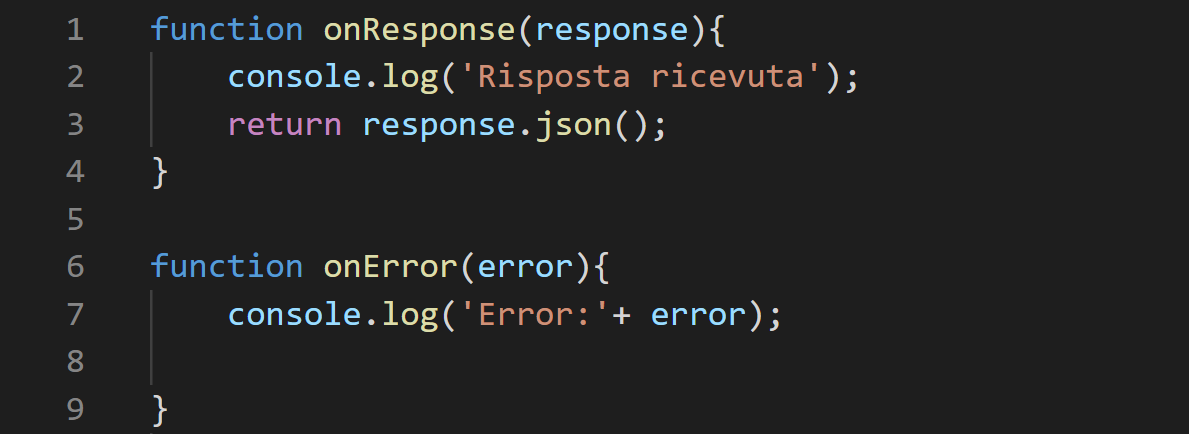 1 function onResponse(response){
2 console.log('Risposta ricevuta');
3 return response.json();
4 }
5
6 function onError(error){
7 console.log('Error:'+ error);
8
9 }